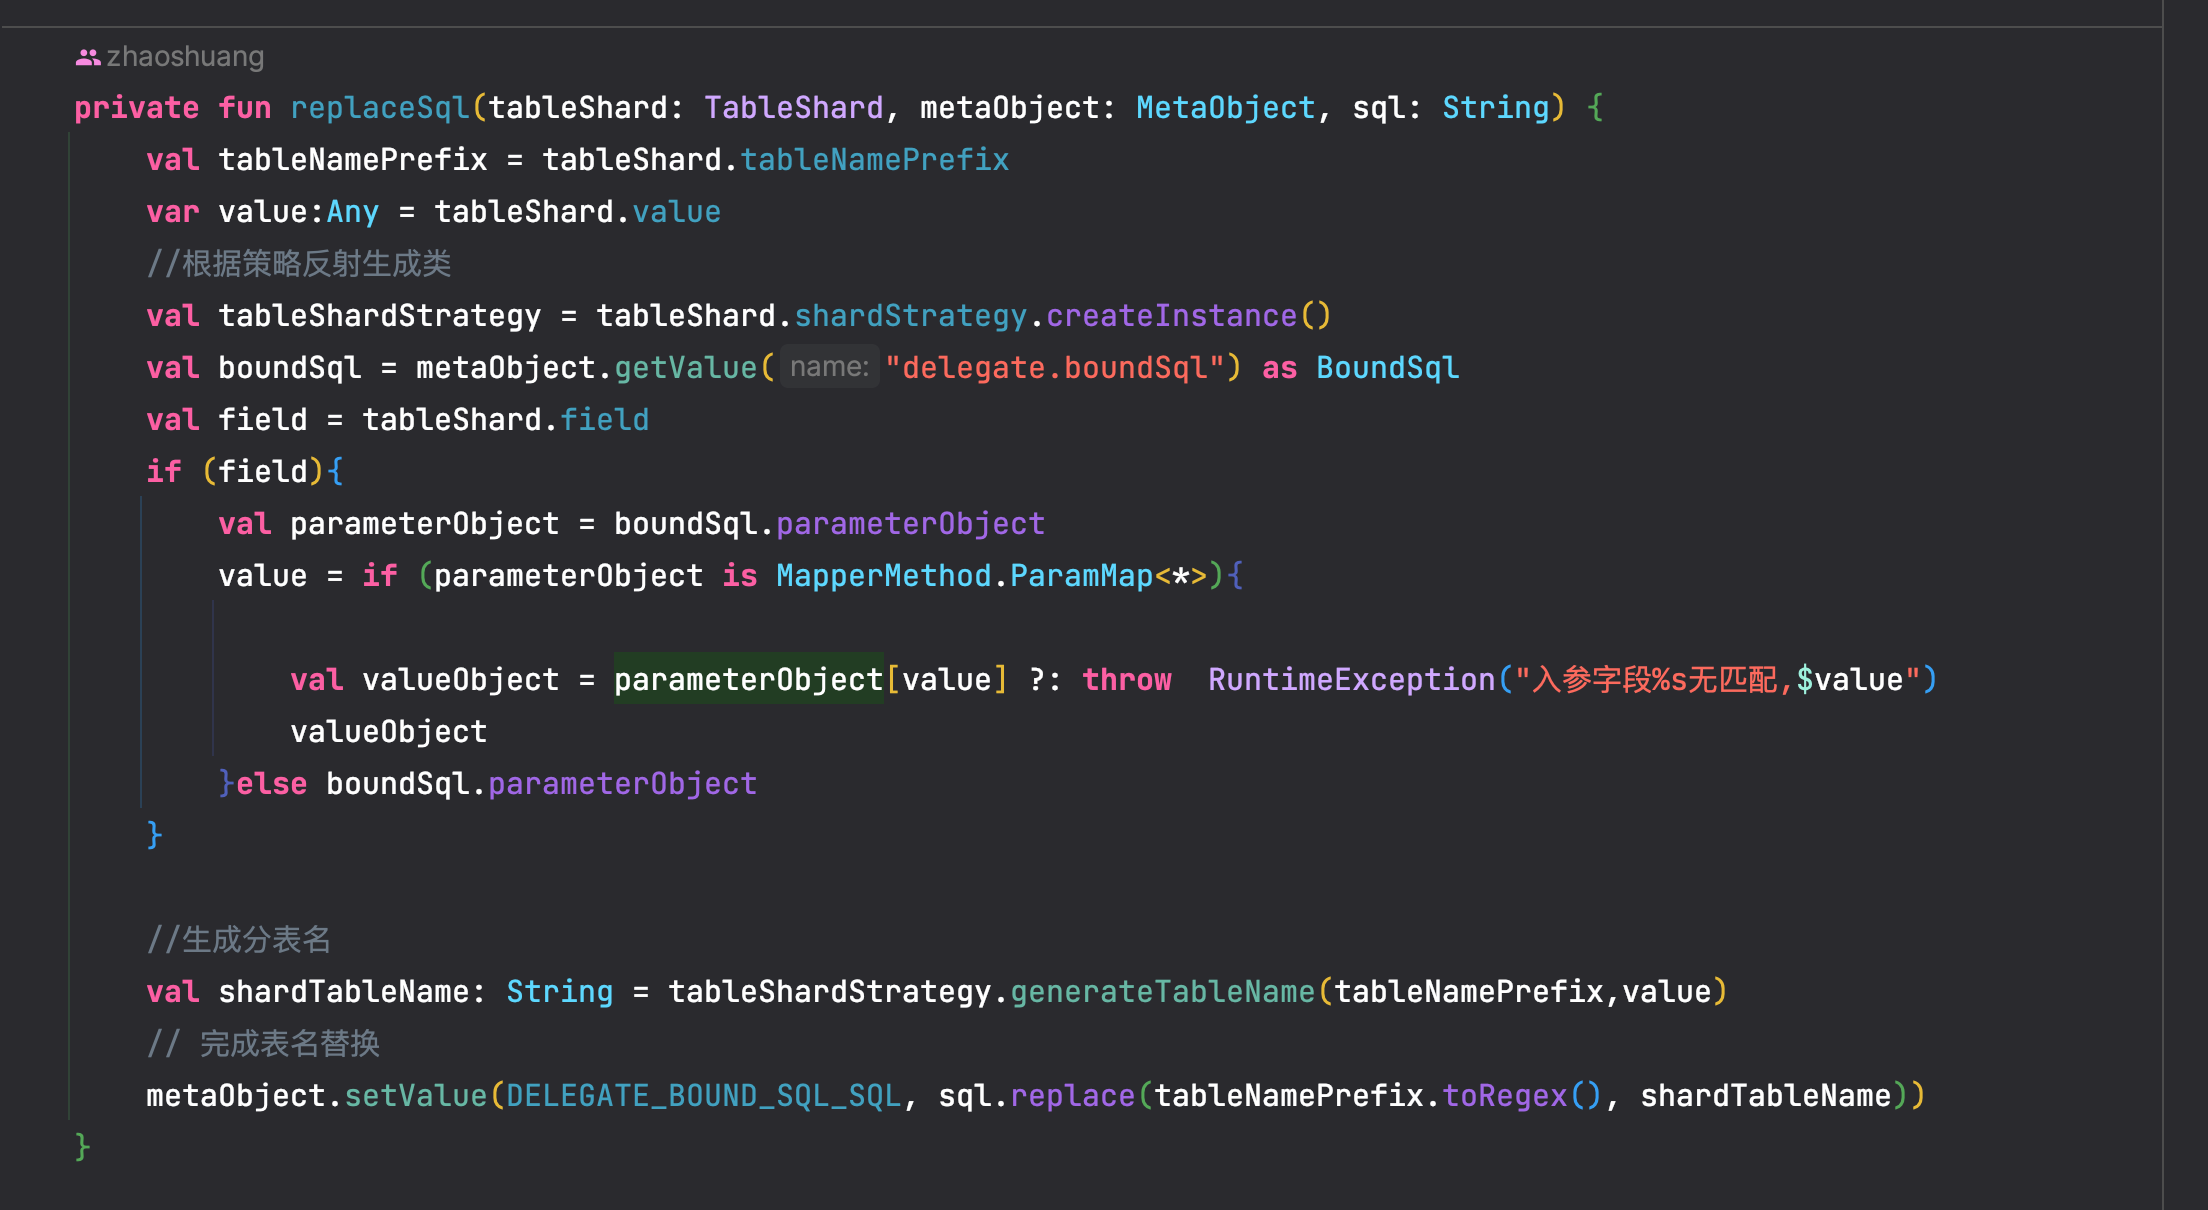 zhaoshuang
private fun replaceSql(tableShard: TableShard, metaObject: MetaObject, sql: String) {
    val tableNamePrefix = tableShard.tableNamePrefix
    var value:Any = tableShard.value
    //根据策略反射生成类
    val tableShardStrategy = tableShard.shardStrategy.createInstance()
    val boundSql = metaObject.getValue( name: "delegate.boundSql") as BoundSql
    val field = tableShard.field
    if (field){
        val parameterObject = boundSql.parameterObject
        value = if (parameterObject is MapperMethod.ParamMap<*>){
            val valueObject = parameterObject[value] ?: throw  RuntimeException("入参字段%s无匹配,$value")
            valueObject
        }else boundSql.parameterObject
    }
    //生成分表名
    val shardTableName: String = tableShardStrategy.generateTableName(tableNamePrefix,value)
    // 完成表名替换
    metaObject.setValue(DELEGATE_BOUND_SQL_SQL, sql.replace(tableNamePrefix.toRegex(), shardTableName))
}